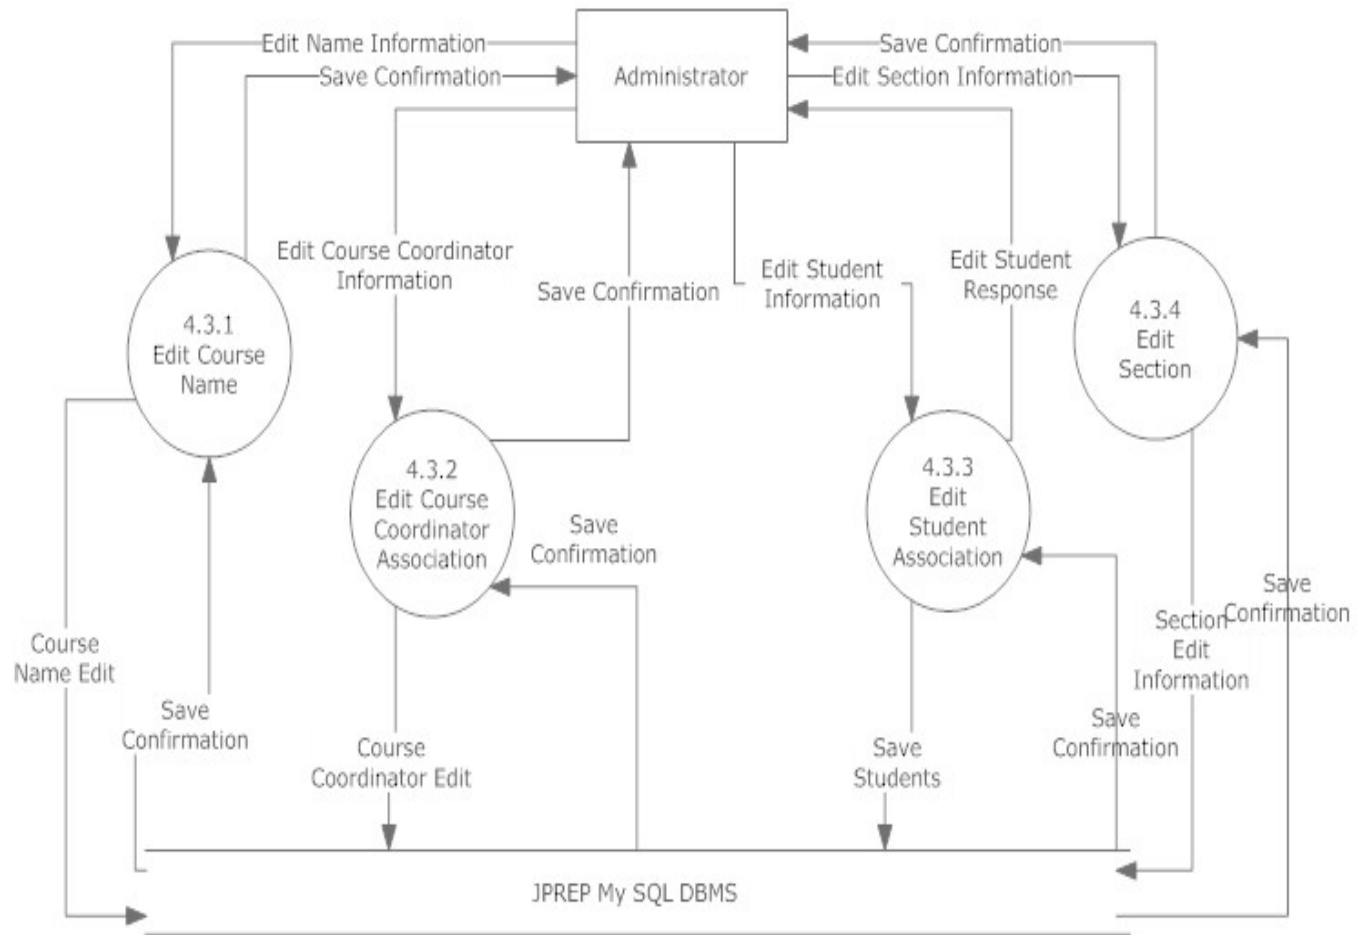 Edit Name Information
Save Confirmation
Administrator
Save Confirmation
Edit Section Information
Edit Course Coordinator
Information
Save Confirmation
Edit Student
Information
Edit Student
Response
4.3.1
Edit Course
Name
4.3.4
Edit
Section
4.3.2
Edit Course
Coordinator
Association
Save
Confirmation
4.3.3
Edit
Student
Association
Course
Name Edit
Save
Confirmation
Course
Coordinator Edit
Save
Students
Save
Confirmation
Section
Edit
Information
Save
Confirmation
JPREP My SQL DBMS